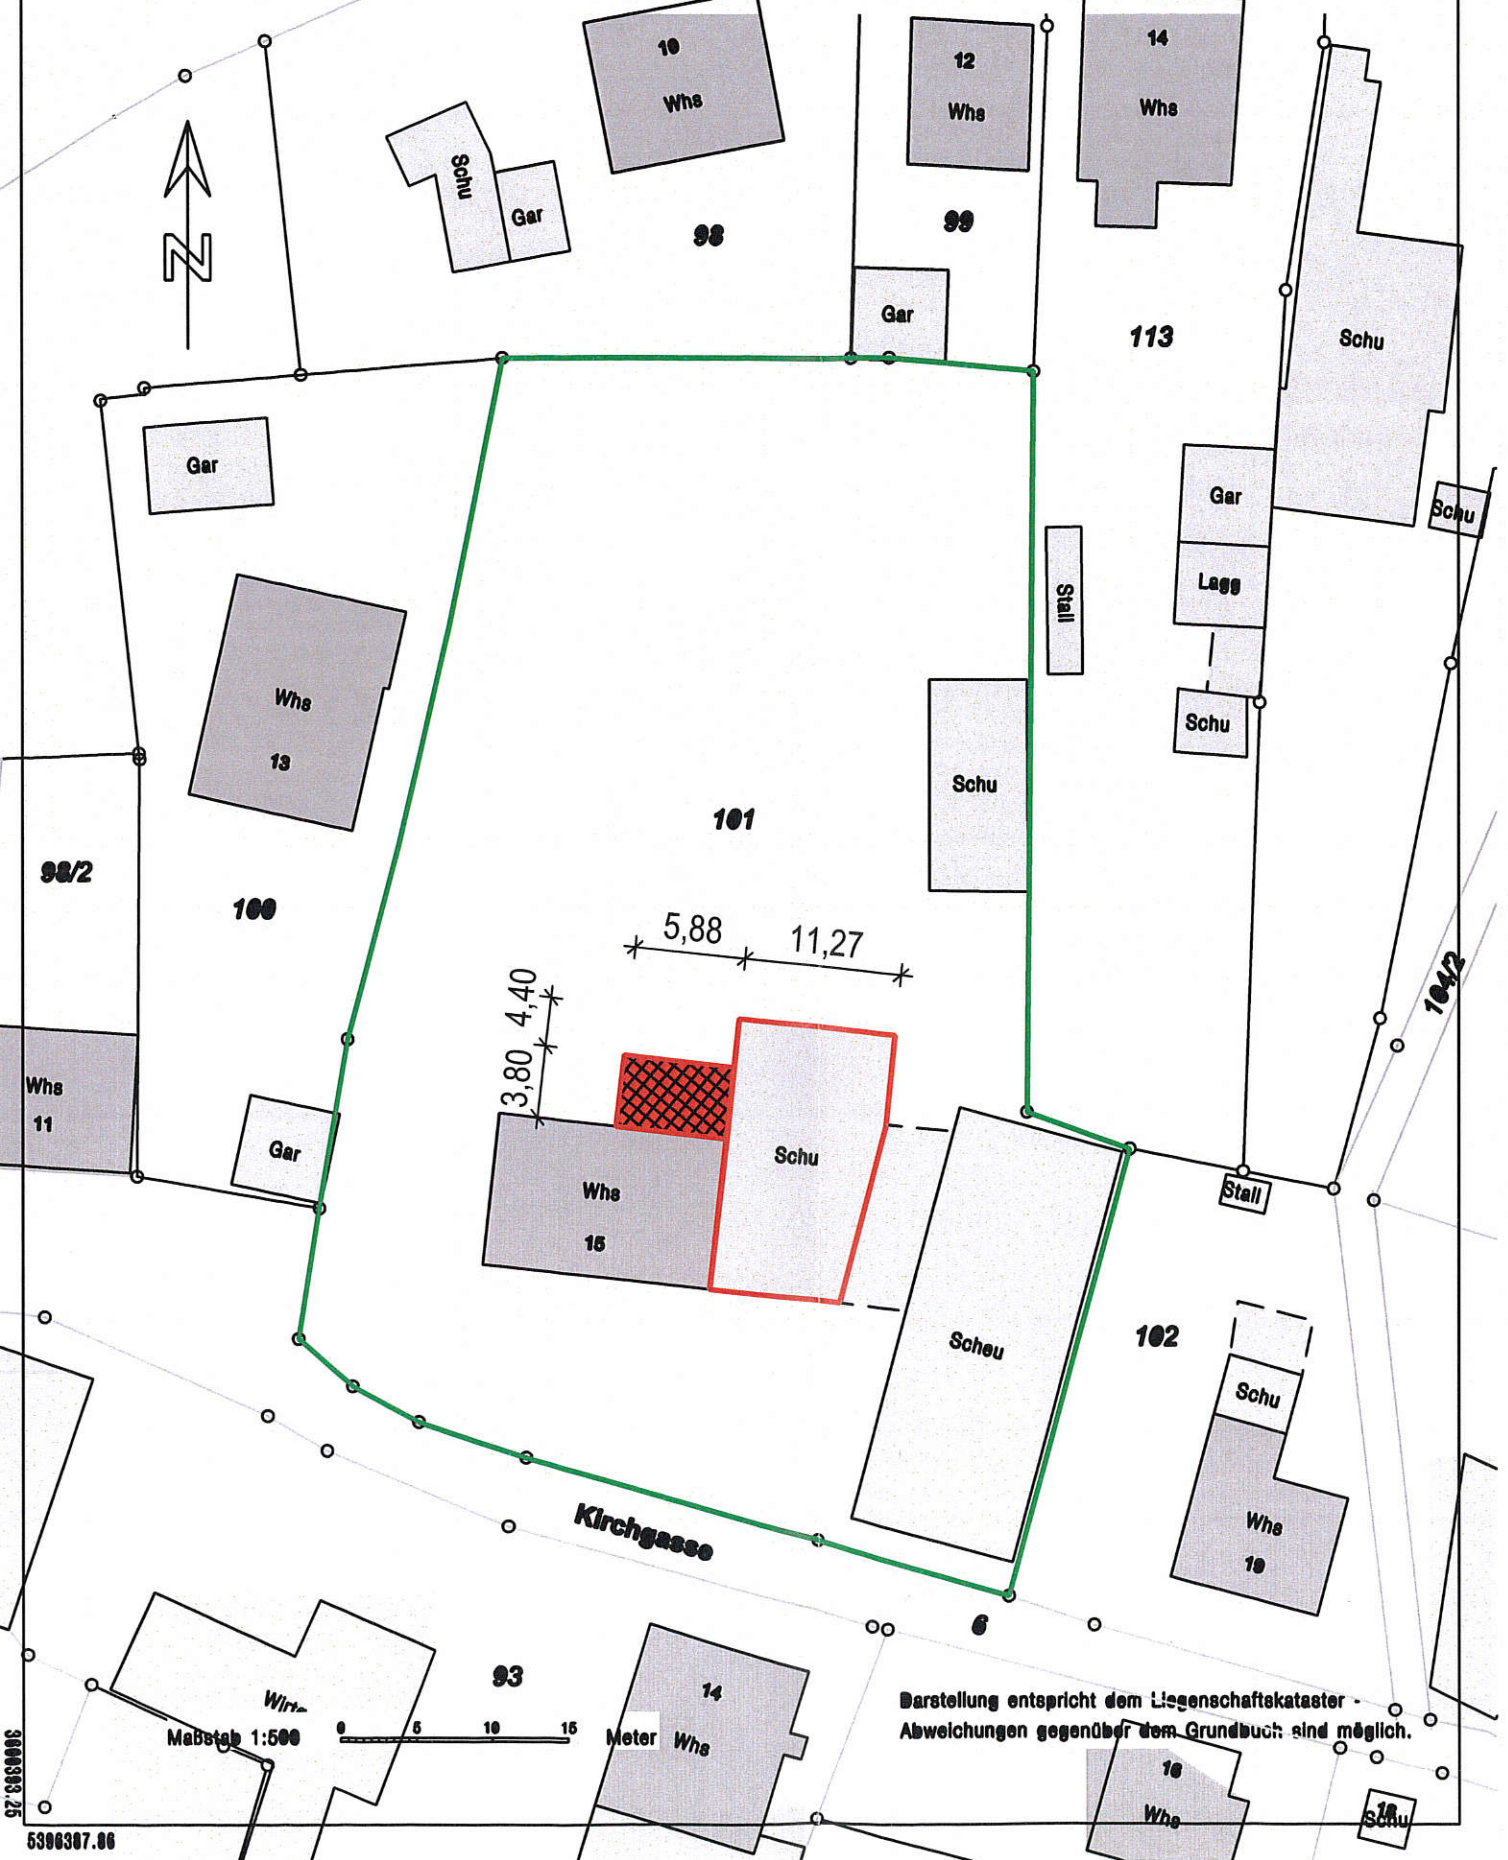 10
Whs
12
Whs
14
Whs
Schu
Gar
98
99
N
Gar
113
Schu
Gar
Gar
Schu
Lagg
Stall
Whs
13
Schu
Schu
101
98/2
100
5,88
11,27
104/2
4,40
3,80
Whs
11
Gar
Schu
Whs
15
Stall
Scheu
102
Schu
Whs
19
Kirchgasse
6
93
14
Whs
Maßstab 1:500
0 5 10 15
Meter
Darstellung entspricht dem Liegenschaftskataster -
Abweichungen gegenüber dem Grundbuch sind möglich.
16
Whs
Schu
5396387.86